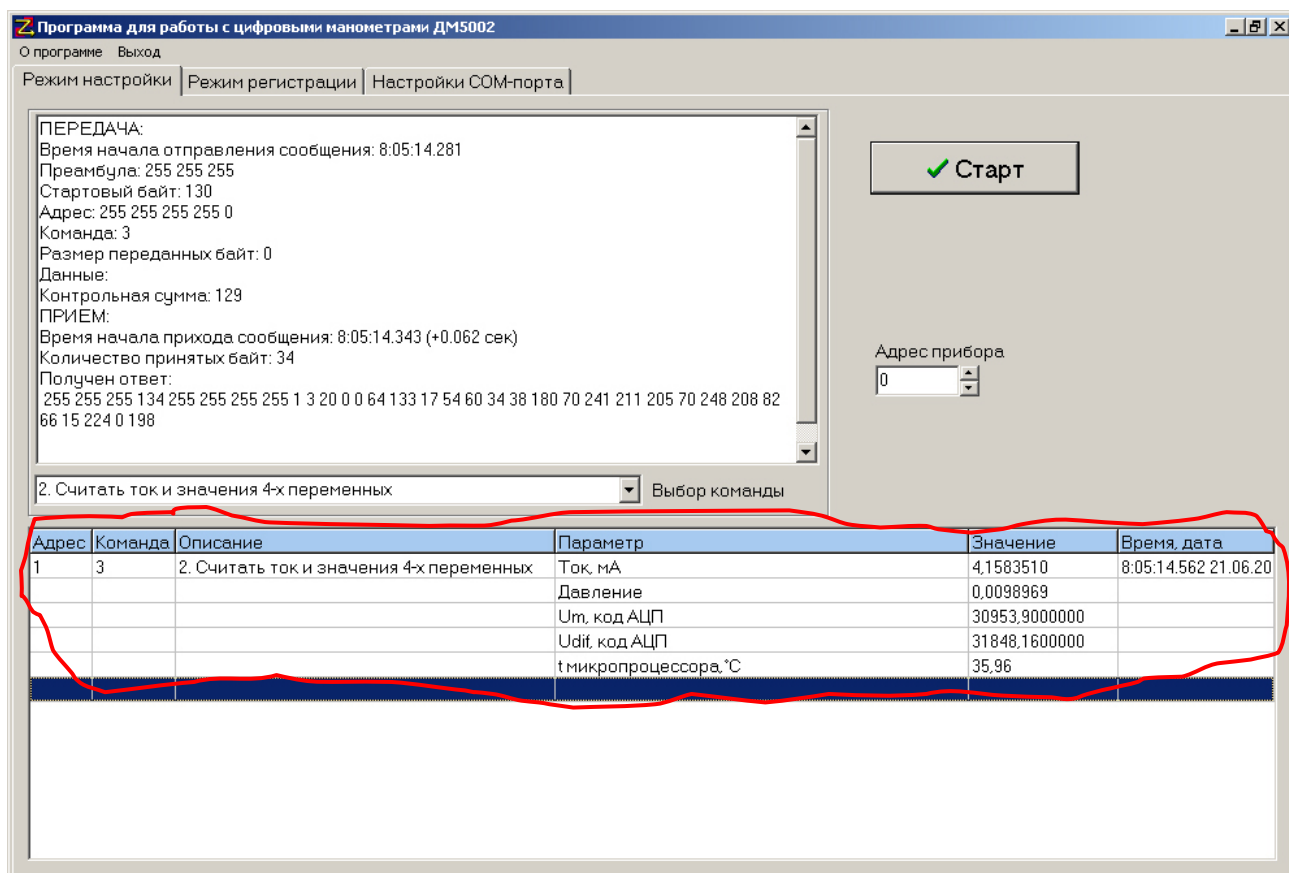 Программа для работы с цифровыми манометрами ДМ5002
О программе Выход
Режим настройки Режим регистрации Настройки COM-порта
ПЕРЕДАЧА:
Время начала отправления сообщения: 8:05:14.281
Преамбула: 255 255 255
Стартовый байт: 130
Адрес: 255 255 255 255 0
Команда: 3
Размер переданных байт: 0
Данные:
Контрольная сумма: 129
ПРИЕМ:
Время начала прихода сообщения: 8:05:14.343 (+0.062 сек)
Количество принятых байт: 34
Получен ответ:
255 255 255 134 255 255 255 255 1 3 20 0 0 64 133 17 54 60 34 38 180 70 241 211 205 70 248 208 82
66 15 224 0 198
Старт
Адрес прибора
0
2. Считать ток и значения 4-х переменных Выбор команды
Адрес Команда Описание Параметр Значение Время, дата
1 3 2. Считать ток и значения 4-х переменных Ток, мА 4,1583510 8:05:14.562 21.06.20
Давление 0,0098969
Um, код АЦП 30953,9000000
Udif, код АЦП 31848,1600000
t микропроцессора,°C 35,96